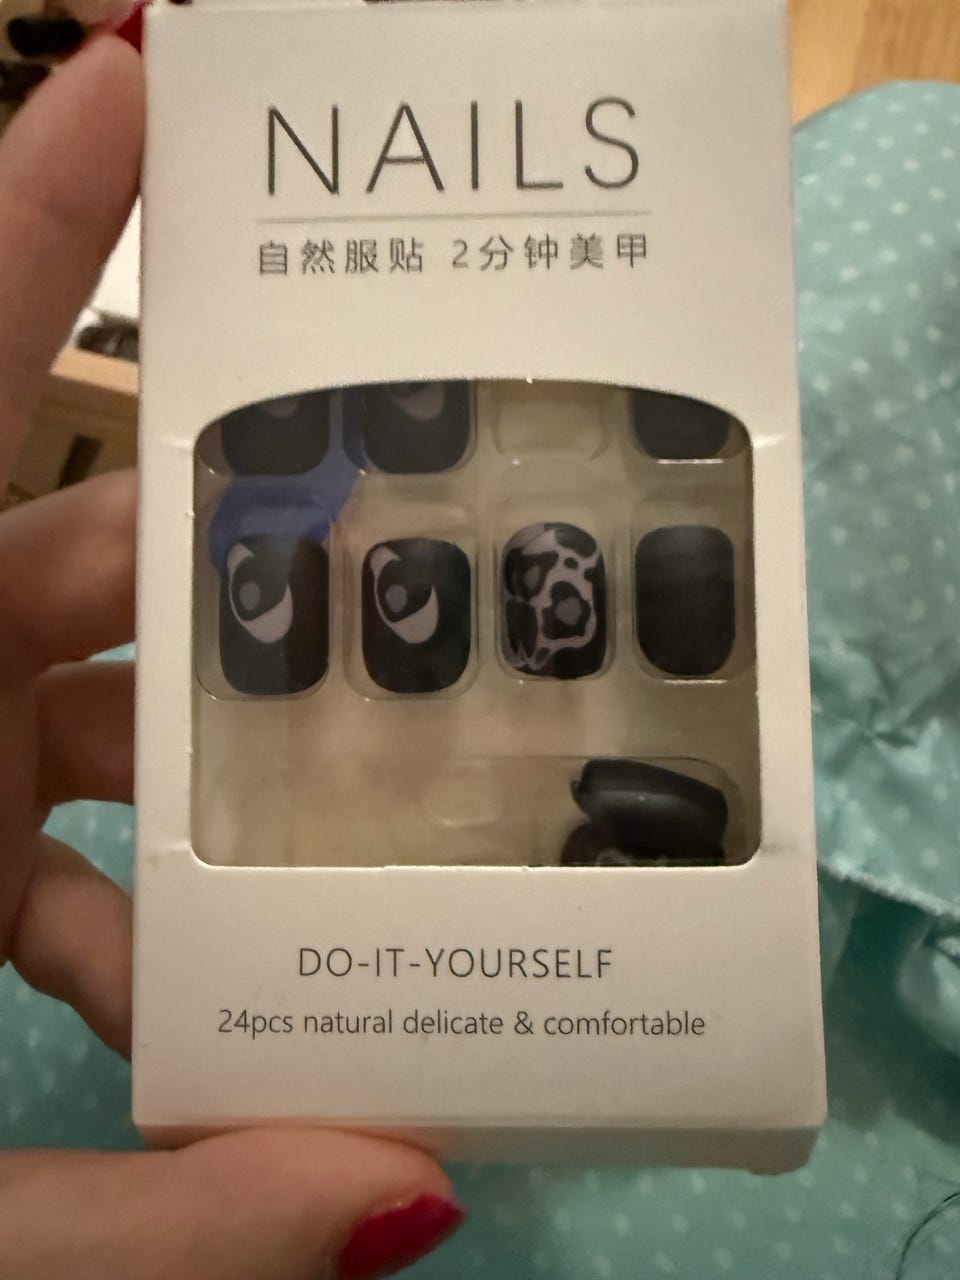 NAILS
自然服贴 2分钟美甲
DO-IT-YOURSELF
24pcs natural delicate & comfortable